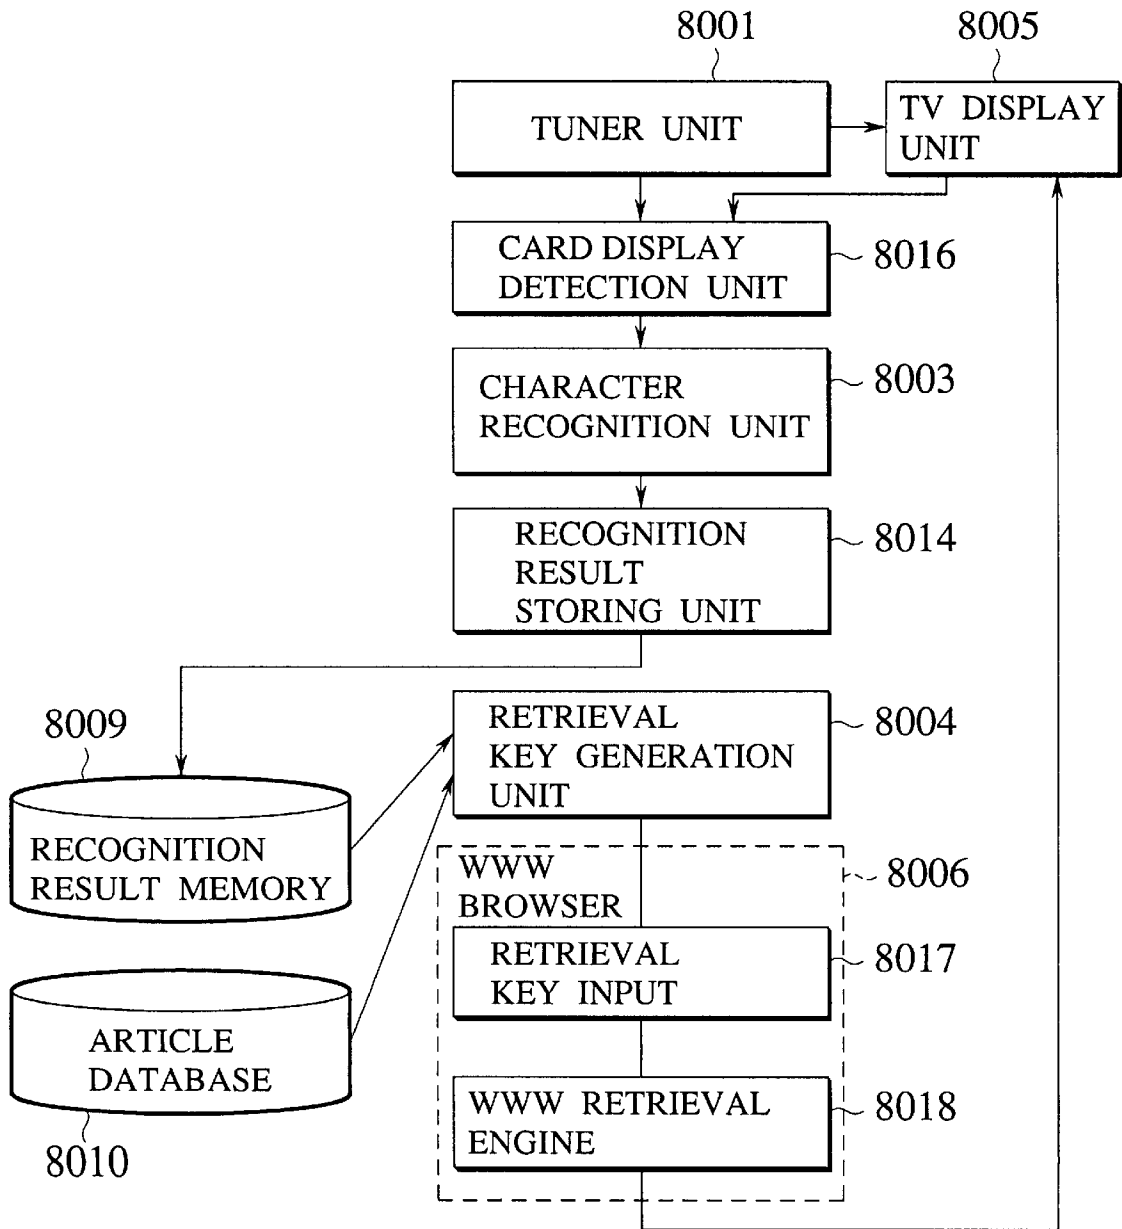 8001
8005
TUNER UNIT
TV DISPLAY
UNIT
CARD DISPLAY
DETECTION UNIT
8016
CHARACTER
RECOGNITION UNIT
8003
RECOGNITION
RESULT
STORING UNIT
8014
8009
RECOGNITION
RESULT MEMORY
RETRIEVAL
KEY GENERATION
UNIT
8004
WWW
BROWSER
8006
RETRIEVAL
KEY INPUT
8017
ARTICLE
DATABASE
8010
WWW RETRIEVAL
ENGINE
8018